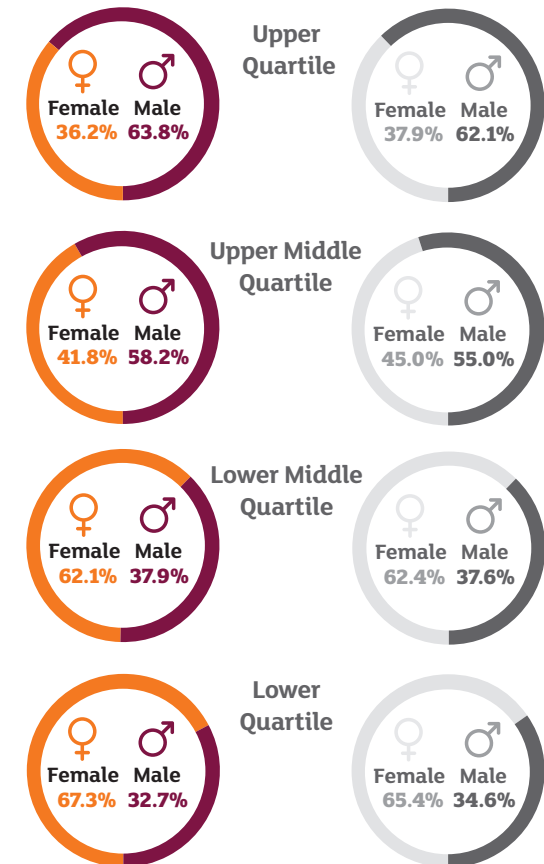 Upper
Quartile
Female Male
36.2% 63.8%
Female Male
37.9% 62.1%
Upper Middle
Quartile
Female Male
41.8% 58.2%
Female Male
45.0% 55.0%
Lower Middle
Quartile
Female Male
62.1% 37.9%
Female Male
62.4% 37.6%
Lower
Quartile
Female Male
67.3% 32.7%
Female Male
65.4% 34.6%